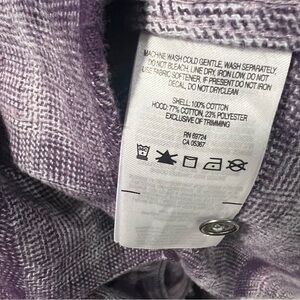 MACHINE WASH COLD GENTLE, WASH SEPARATELY.
DO NOT BLEACH. LINE DRY, IRON LOW, DO NOT
USE FABRIC SOFTENER. IF PRESENT DO NOT IRON
DECAL. DO NOT DRYCLEAN
SHELL: 100% COTTON
HOOD: 77% COTTON, 23% POLYESTER
EXCLUSIVE OF TRIMMING
RN 69724
CA 05367